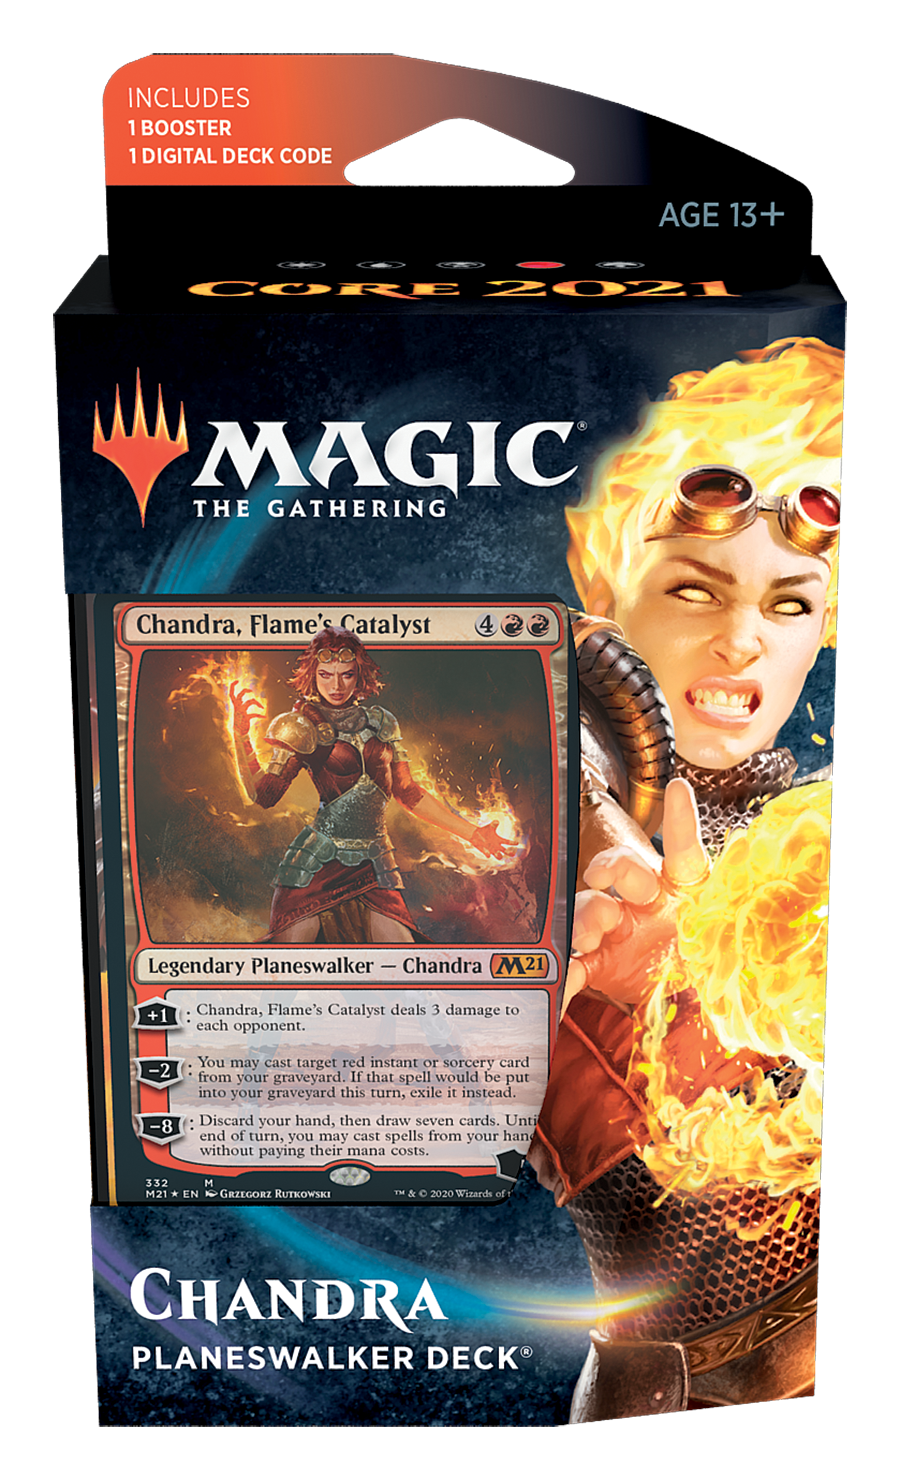 INCLUDES
1 BOOSTER
1 DIGITAL DECK CODE
AGE 13+
CORE 2021
MAGIC®
THE GATHERING
Chandra, Flame's Catalyst 4
Legendary Planeswalker — Chandra M21
+1 : Chandra, Flame's Catalyst deals 3 damage to
each opponent.
−2 : You may cast target red instant or sorcery card
from your graveyard. If that spell would be put
into your graveyard this turn, exile it instead.
−8 : Discard your hand, then draw seven cards. Until
end of turn, you may cast spells from your hand
without paying their mana costs.
332 M
M21 ★ EN Grzegorz Rutkowski ™ & © 2020 Wizards of
CHANDRA
PLANESWALKER DECK®